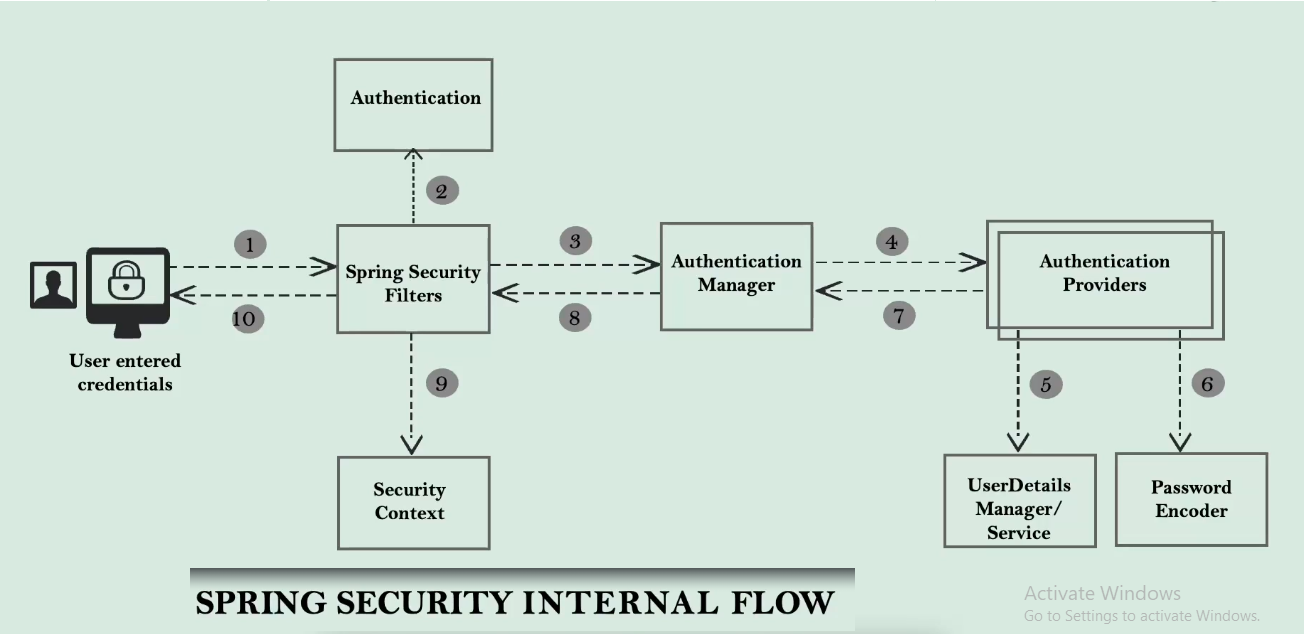 Authentication
2
1
3
4
Spring Security
Filters
Authentication
Manager
Authentication
Providers
10
8
7
User entered
credentials
9
5
6
Security
Context
UserDetails
Manager/
Service
Password
Encoder
SPRING SECURITY INTERNAL FLOW
Activate Windows
Go to Settings to activate Windows.